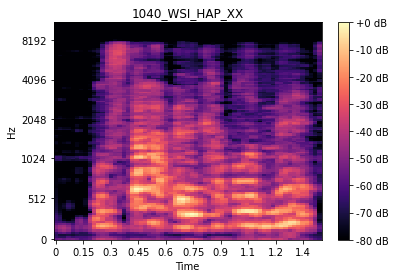 1040_WSI_HAP_XX
Hz
8192
4096
2048
1024
512
0
0 0.15 0.3 0.45 0.6 0.75 0.9 1.1 1.2 1.4
Time
+0 dB
-10 dB
-20 dB
-30 dB
-40 dB
-50 dB
-60 dB
-70 dB
-80 dB